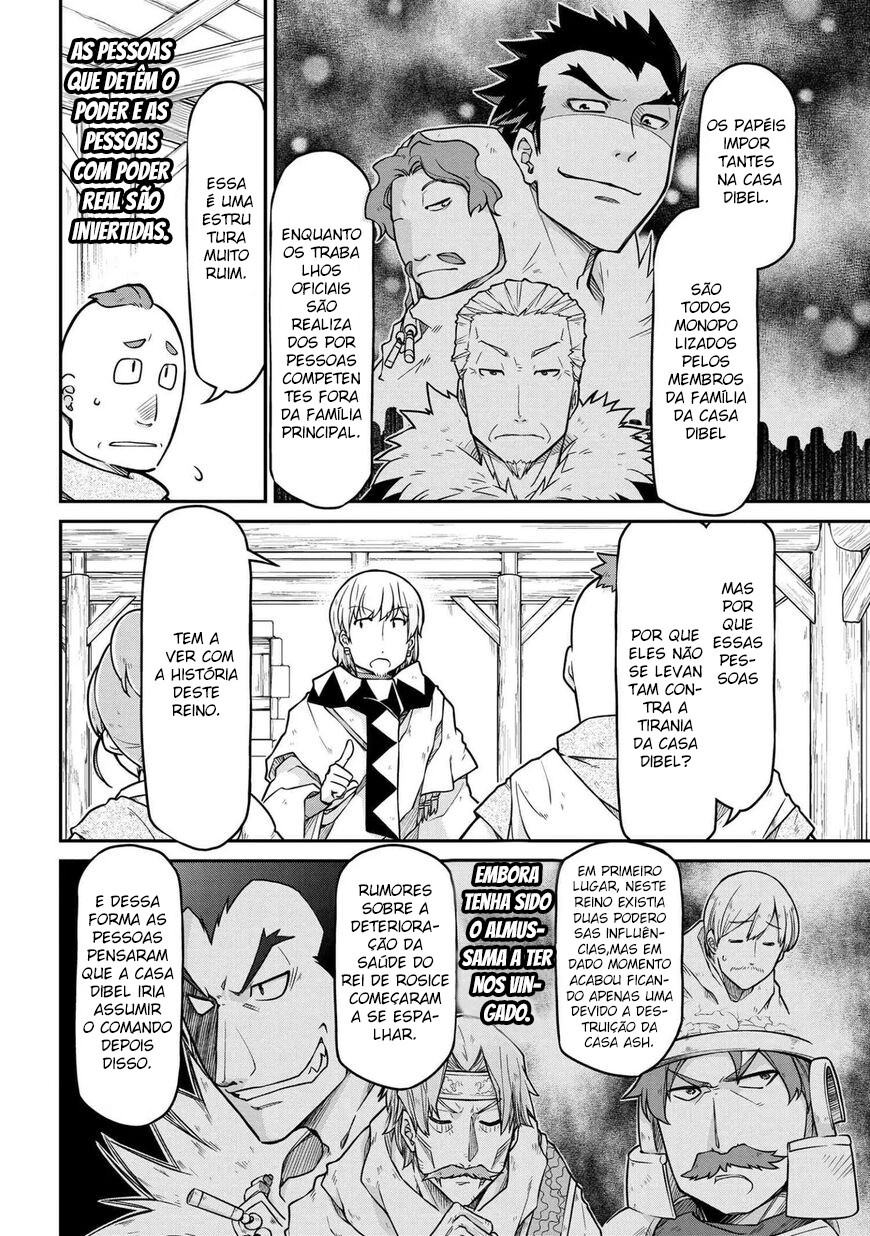 OS PAPÉIS
IMPOR
TANTES
NA CASA
DIBEL.
SÃO
TODOS
MONOPO
LIZADOS
PELOS
MEMBROS
DA FAMÍLIA
DA CASA
DIBEL
ENQUANTO
OS TRABA
LHOS
OFICIAIS
SÃO
REALIZA
DOS POR
PESSOAS
COMPETEN
TES FORA
DA FAMÍLIA
PRINCIPAL.
ESSA
É UMA
ESTRU
TURA
MUITO
RUIM.
AS PESSOAS
QUE DETÊM O
PODER E AS
PESSOAS
COM PODER
REAL SÃO
INVERTIDAS.
MAS
POR
QUE
ESSAS
PES-
SOAS
POR QUE
ELES NÃO
SE LEVAN
TAM CON-
TRA A
TIRANIA
DA CASA
DIBEL?
TEM A
VER COM A
HISTÓRIA
DESTE
REINO.
EM PRIMEIRO
LUGAR, NESTE
REINO EXISTIA
DUAS PODERO
SAS INFLUÊN-
CIAS,MAS EM
DADO MOMENTO
ACABOU FICAN-
DO APENAS UMA
DEVIDO A DES-
TRUIÇÃO DA
CASA ASH.
EMBORA
TENHA SIDO
O ALMUS-
SAMA A TER
NOS VIN-
GADO.
RUMORES
SOBRE A
DETERIORA-
ÇÃO DA
SAÚDE DO
REI DE ROSICE
COMEÇARAM
A SE ESPA-
LHAR.
E DESSA
FORMA AS
PESSOAS
PENSARAM
QUE A CASA
DIBEL IRIA
ASSUMIR
O COMANDO
DEPOIS
DISSO.